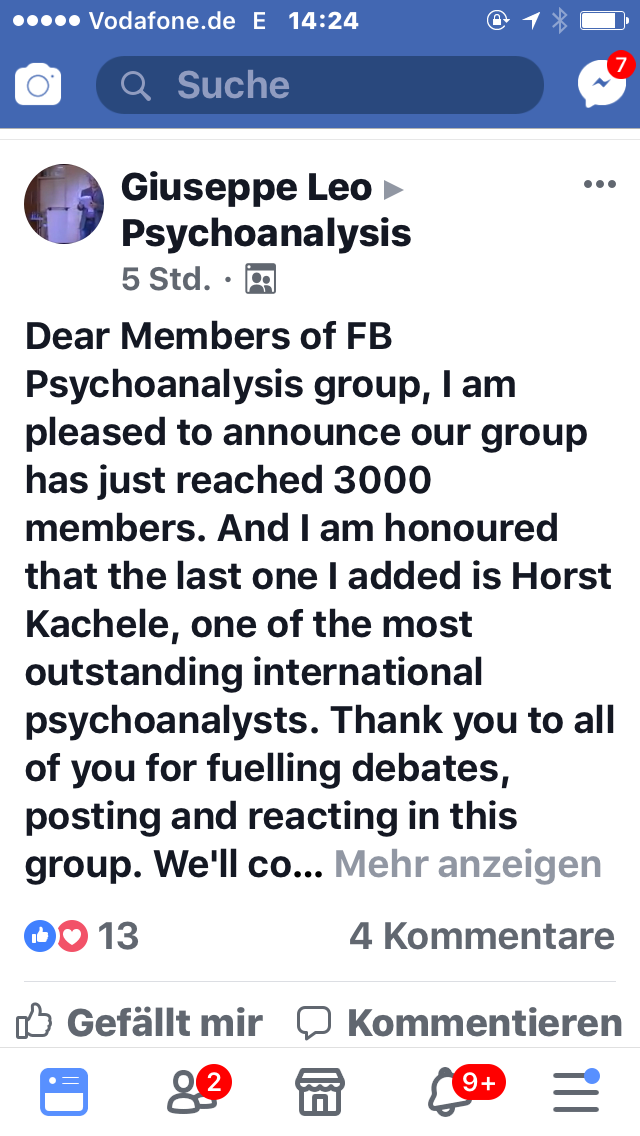 Vodafone.de E 14:24
Suche
7
Giuseppe Leo ▸
Psychoanalysis
5 Std. ·
Dear Members of FB
Psychoanalysis group, I am
pleased to announce our group
has just reached 3000
members. And I am honoured
that the last one I added is Horst
Kachele, one of the most
outstanding international
psychoanalysts. Thank you to all
of you for fuelling debates,
posting and reacting in this
group. We'll co... Mehr anzeigen
13 4 Kommentare
Gefällt mir Kommentieren
2 9+